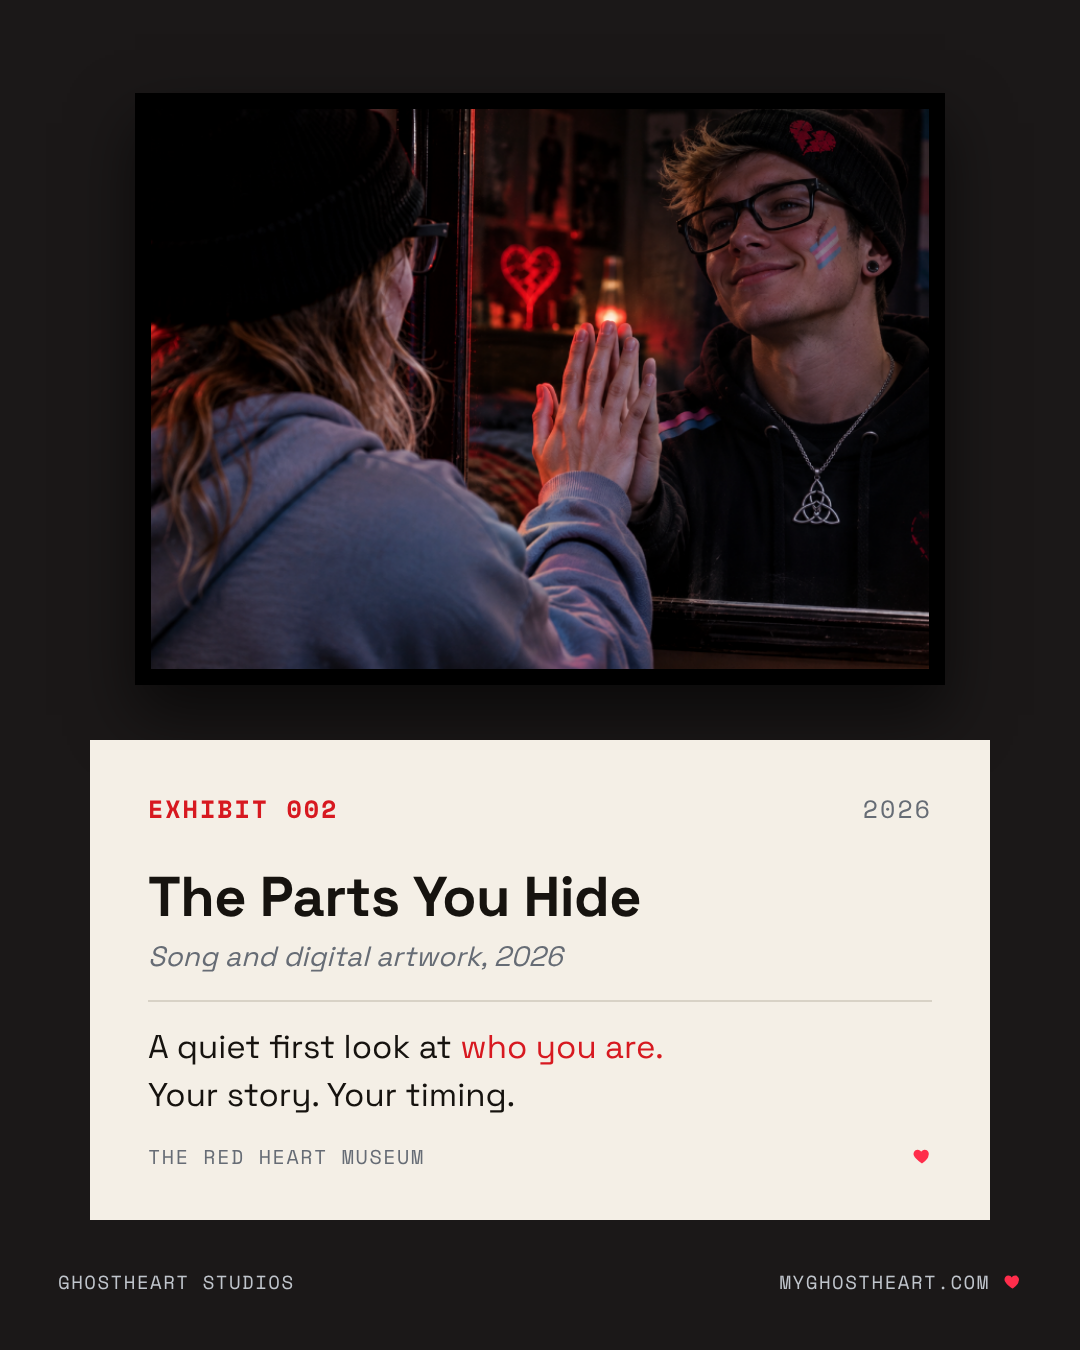 EXHIBIT 002
2026
The Parts You Hide
Song and digital artwork, 2026
A quiet first look at who you are.
Your story. Your timing.
THE RED HEART MUSEUM
GHOSTHEART STUDIOS
MYGHOSTHEART.COM